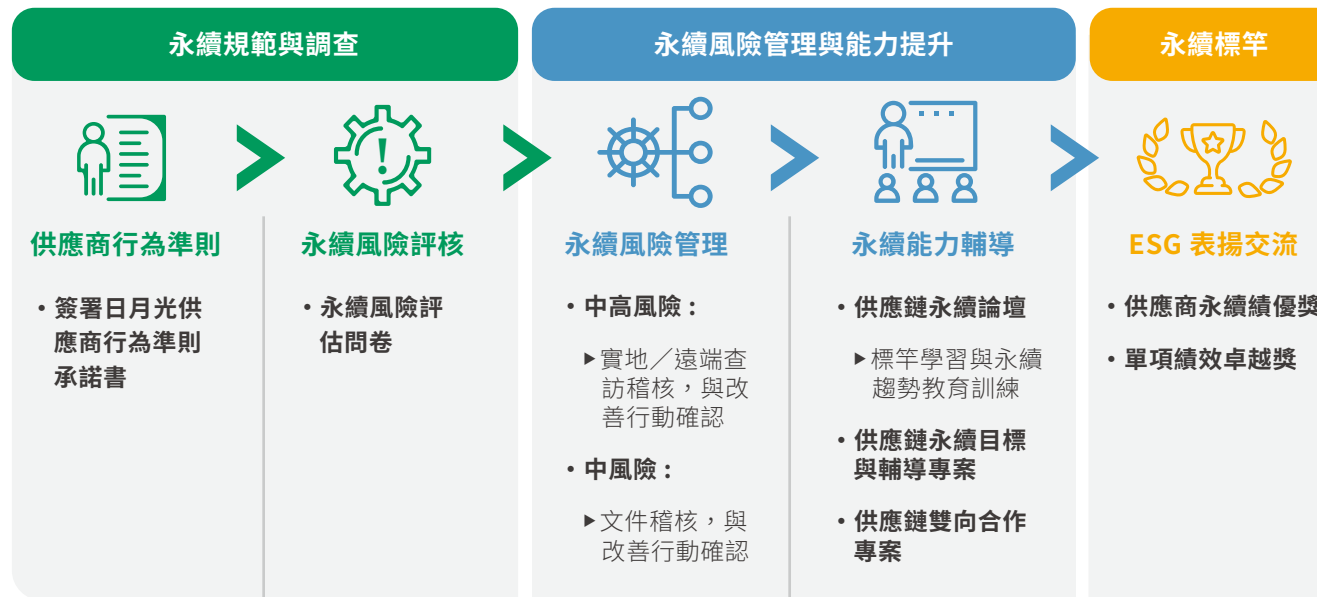 永續規範與調查
供應商行為準則
・簽署日月光供
應商行為準則
承諾書
永續風險評核
・永續風險評
估問卷
永續風險管理與能力提升
永續風險管理
・中高風險：
▶實地／遠端查
訪稽核，與改
善行動確認
・中風險：
▶文件稽核，與
改善行動確認
永續能力輔導
・供應鏈永續論壇
▶標竿學習與永續
趨勢教育訓練
・供應鏈永續目標
與輔導專案
・供應鏈雙向合作
專案
永續標竿
ESG 表揚交流
・供應商永續績優獎
・單項績效卓越獎